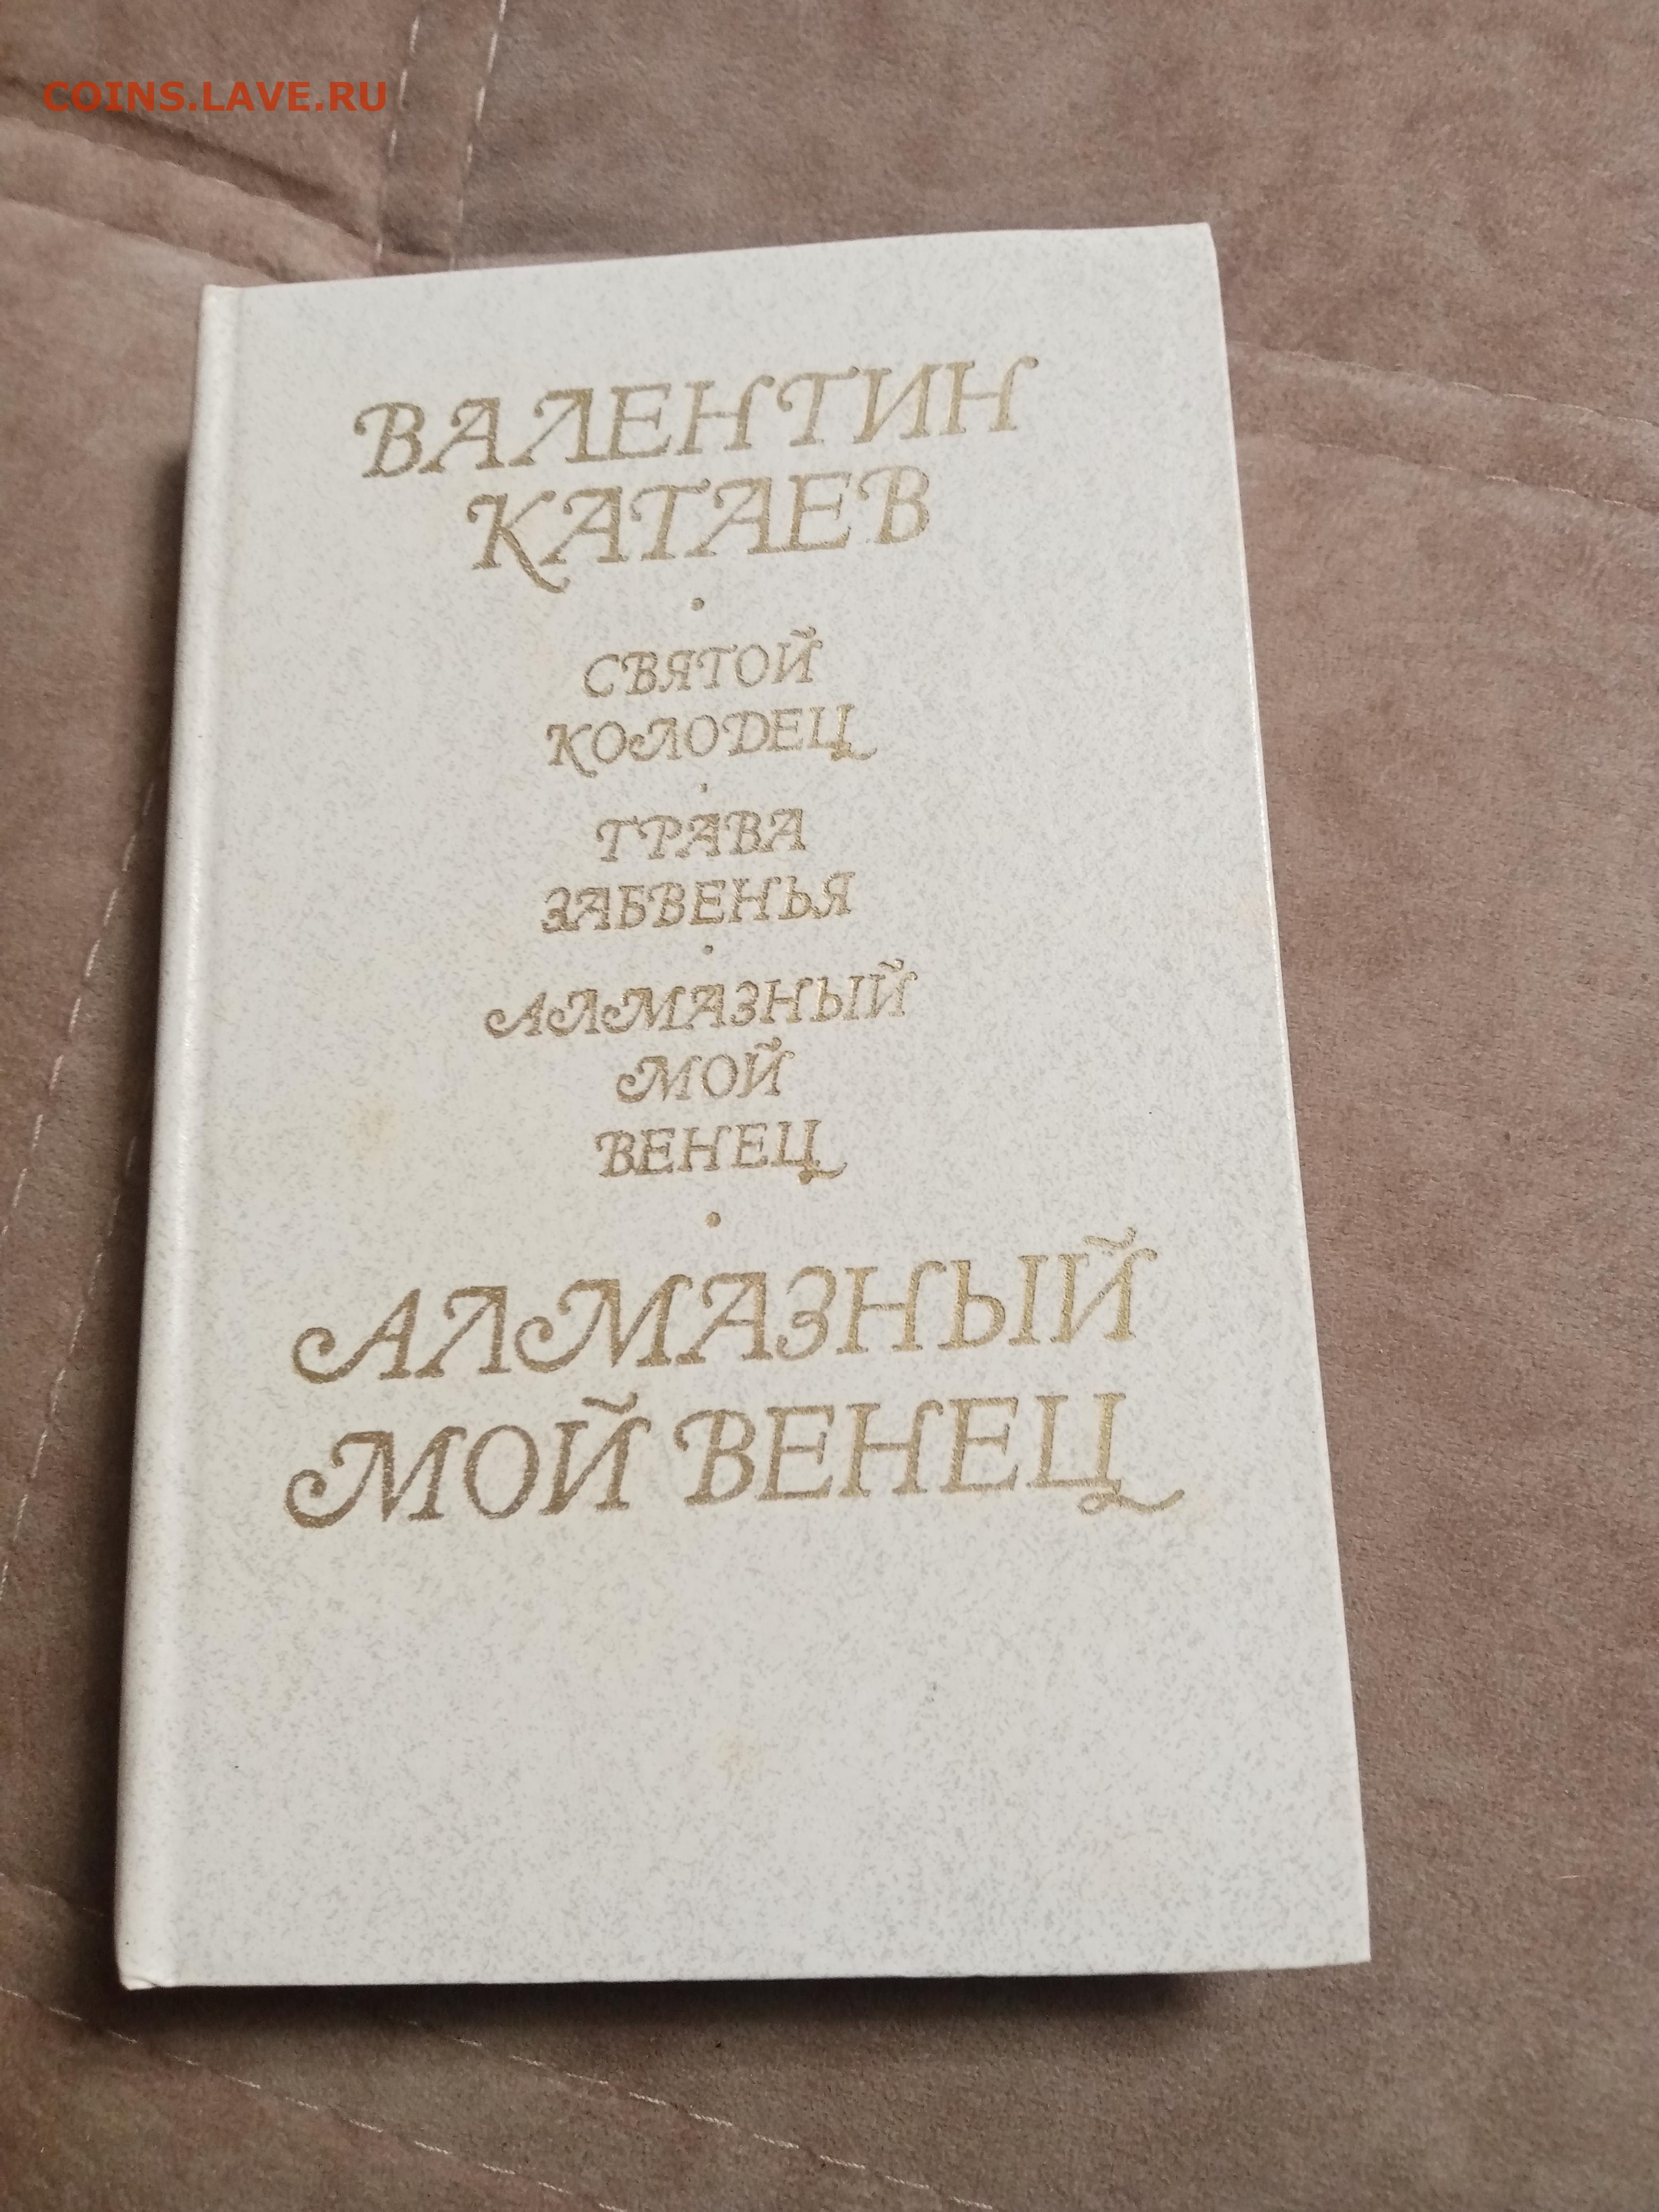 COINS.LAVE.RU
ВАЛЕНТИН
КАТАЕВ
СВЯТОЙ
КОЛОДЕЦ
ТРАВА
ЗАБВЕНЬЯ
АЛМАЗНЫЙ
МОЙ
ВЕНЕЦ
АЛМАЗНЫЙ
МОЙ ВЕНЕЦ